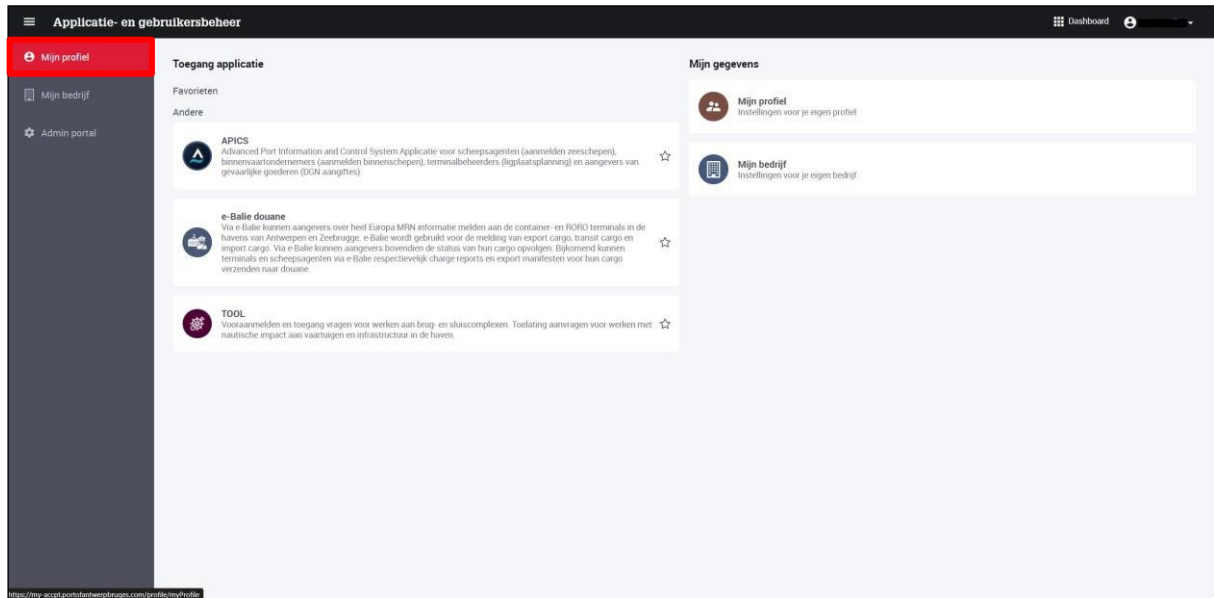 Applicatie- en gebruikersbeheer
Dashboard
Mijn profiel
Mijn bedrijf
Admin portal
Toegang applicatie
Favorieten
Andere
APICS
Advanced Port Information and Control System Applicatie voor scheepsagenten (aanmelden zeeschepen),
binnenvaartondernemers (aanmelden binnenschepen), terminalbeheerders (ligplaatsplanning) en aangevers van
gevaarlijke goederen (DGN aangiftes).
e-Balie douane
Via e-Balie kunnen aangevers over heel Europa MRN informatie melden aan de container- en RORO terminals in de
havens van Antwerpen en Zeebrugge. e-Balie wordt gebruikt voor de melding van export cargo, transit cargo en
import cargo. Via e-Balie kunnen aangevers bovendien de status van hun cargo opvolgen. Bijkomend kunnen
terminals en scheepsagenten via e-Balie respectievelijk charge reports en export manifesten voor hun cargo
verzenden naar douane.
TOOL
Vooraanmelden en toegang vragen voor werken aan brug- en sluiscomplexen. Toelating aanvragen voor werken met
nautische impact aan vaartuigen en infrastructuur in de haven.
Mijn gegevens
Mijn profiel
Instellingen voor je eigen profiel
Mijn bedrijf
Instellingen voor je eigen bedrijf
https://my-accpt.portofantwerpbruges.com/profile/myProfile